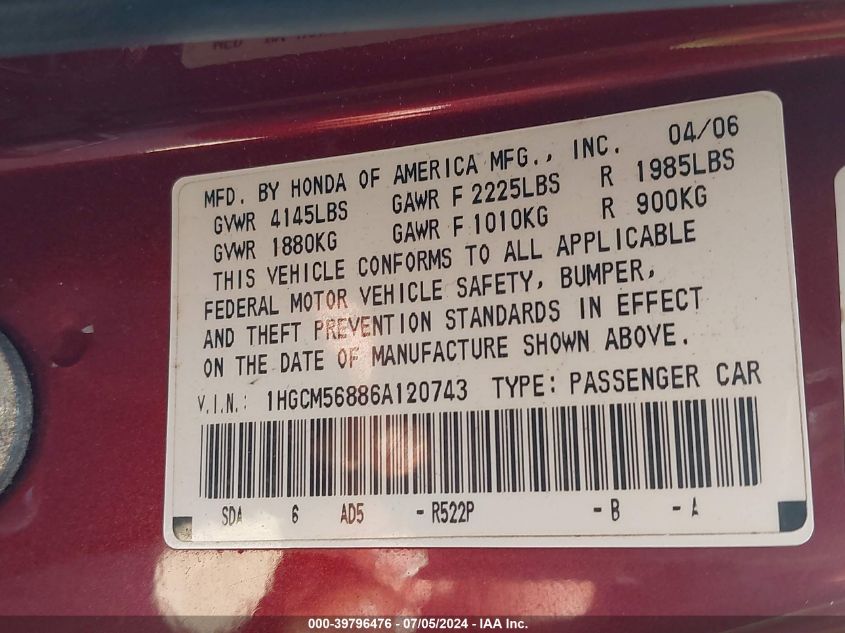 MFD. BY HONDA OF AMERICA MFG., INC. 04/06
GVWR 4145LBS GAWR F 2225LBS R 1985LBS
GVWR 1880KG GAWR F 1010KG R 900KG
THIS VEHICLE CONFORMS TO ALL APPLICABLE
FEDERAL MOTOR VEHICLE SAFETY, BUMPER,
AND THEFT PREVENTION STANDARDS IN EFFECT
ON THE DATE OF MANUFACTURE SHOWN ABOVE.
V.I.N.: 1HGCM56886A120743 TYPE: PASSENGER CAR
SDA 6 AD5 -R522P -B -A
000-39796476 - 07/05/2024 - IAA Inc.